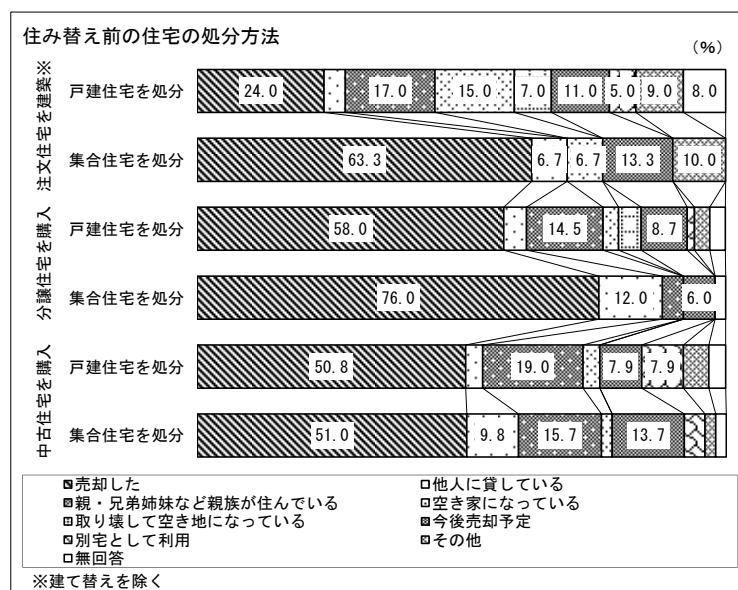 住み替え前の住宅の処分方法
（％）
注文住宅を建築※
戸建住宅を処分
24.0 17.0 15.0 7.0 11.0 5.0 9.0 8.0
集合住宅を処分
63.3 6.7 6.7 13.3 10.0
分譲住宅を購入
戸建住宅を処分
58.0 14.5 8.7
集合住宅を処分
76.0 12.0 6.0
中古住宅を購入
戸建住宅を処分
50.8 19.0 7.9 7.9
集合住宅を処分
51.0 9.8 15.7 13.7
売却した 他人に貸している
親・兄弟姉妹など親族が住んでいる 空き家になっている
取り壊して空き地になっている 今後売却予定
別宅として利用 その他
無回答
※建て替えを除く